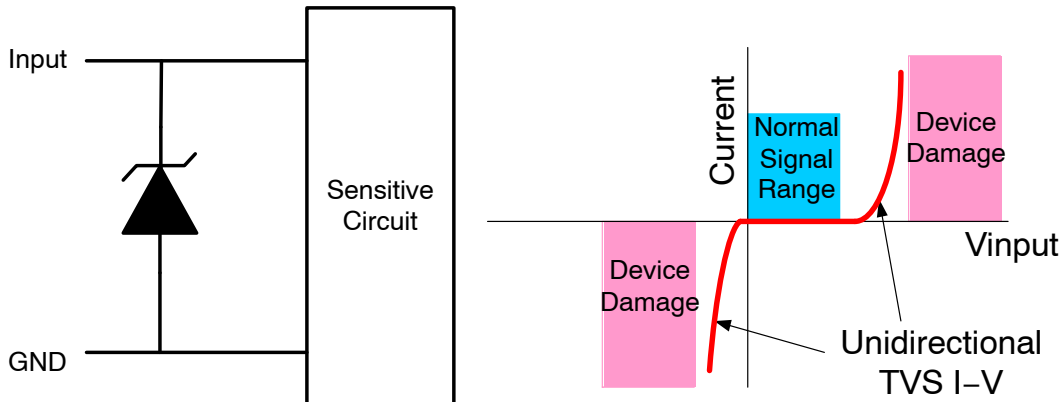 Input
GND
Sensitive
Circuit
Current
Normal
Signal
Range
Device
Damage
Vinput
Device
Damage
Unidirectional
TVS I−V